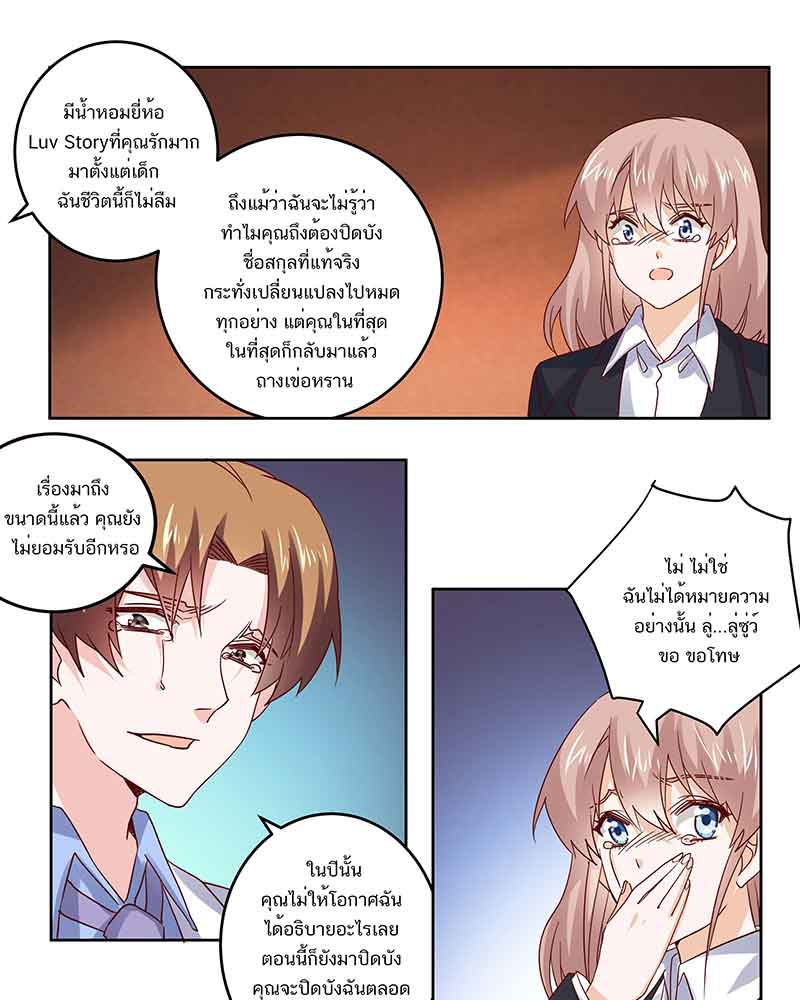 มีน้ำหอมยี่ห้อ
Luv Storyที่คุณรักมาก
มาตั้งแต่เด็ก
ฉันชีวิตนี้ก็ไม่ลืม
ถึงแม้ว่าฉันจะไม่รู้ว่า
ทำไมคุณถึงต้องปิดบัง
ชื่อสกุลที่แท้จริง
กระทั่งเปลี่ยนแปลงไปหมด
ทุกอย่าง แต่คุณในที่สุด
ในที่สุดก็กลับมาแล้ว
ถางเข่อหราน
เรื่องมาถึง
ขนาดนี้แล้ว คุณยัง
ไม่ยอมรับอีกหรอ
ไม่ ไม่ใช่
ฉันไม่ได้หมายความ
อย่างนั้น ลู่...ลู่ซู่ว์
ขอ ขอโทษ
ในปีนั้น
คุณไม่ให้โอกาศฉัน
ได้อธิบายอะไรเลย
ตอนนี้ก็ยังมาปิดบัง
คุณจะปิดบังฉันตลอด